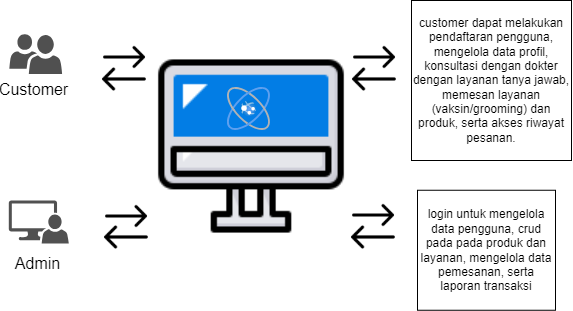 customer dapat melakukan
pendaftaran pengguna,
mengelola data profil,
konsultasi dengan dokter
dengan layanan tanya jawab,
memesan layanan
(vaksin/grooming) dan
produk, serta akses riwayat
pesanan.
Customer
login untuk mengelola
data pengguna, crud
pada pada produk dan
layanan, mengelola data
pemesanan, serta
laporan transaksi
Admin